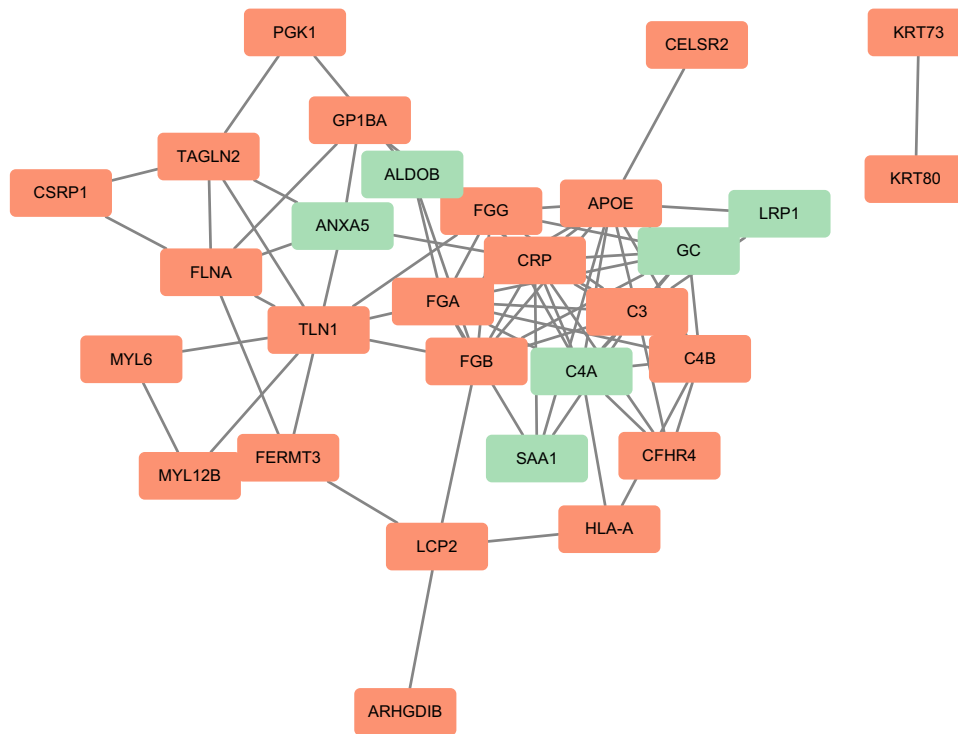 PGK1
CELSR2
KRT73
GP1BA
TAGLN2
ALDOB
KRT80
CSRP1
APOE
FGG
LRP1
ANXA5
GC
CRP
FLNA
FGA
C3
TLN1
MYL6
C4B
FGB
C4A
FERMT3
SAA1
CFHR4
MYL12B
HLA-A
LCP2
ARHGDIB